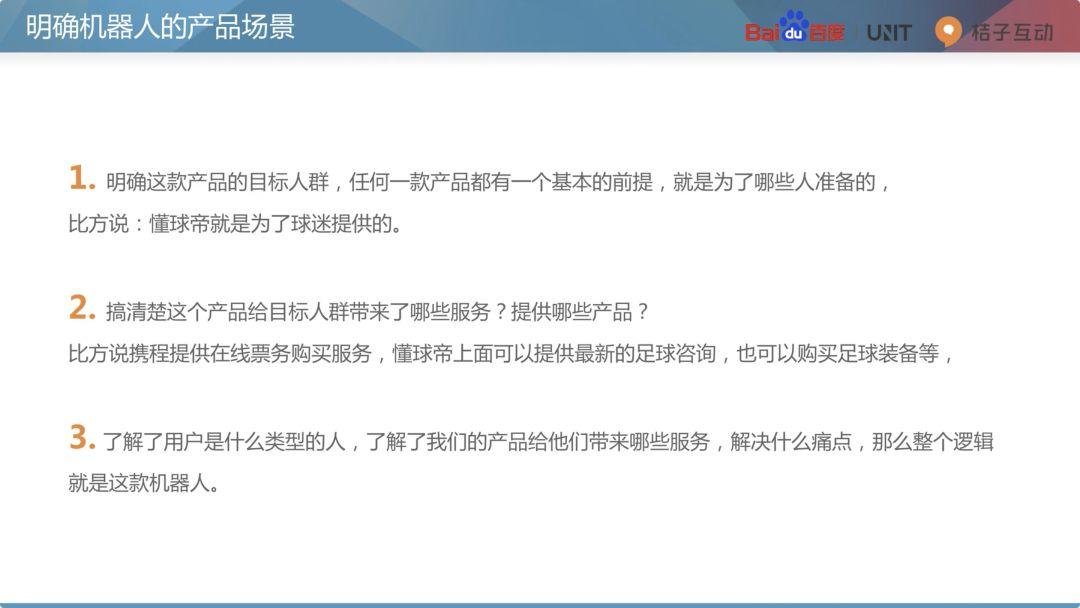 明确机器人的产品场景
Bai du 百度 UNIT 桔子互动
1. 明确这款产品的目标人群，任何一款产品都有一个基本的前提，就是为了哪些人准备的，
比方说：懂球帝就是为了球迷提供的。
2. 搞清楚这个产品给目标人群带来了哪些服务？提供哪些产品？
比方说携程提供在线票务购买服务，懂球帝上面可以提供最新的足球咨询，也可以购买足球装备等，
3. 了解了用户是什么类型的人，了解了我们的产品给他们带来哪些服务，解决什么痛点，那么整个逻辑
就是这款机器人。